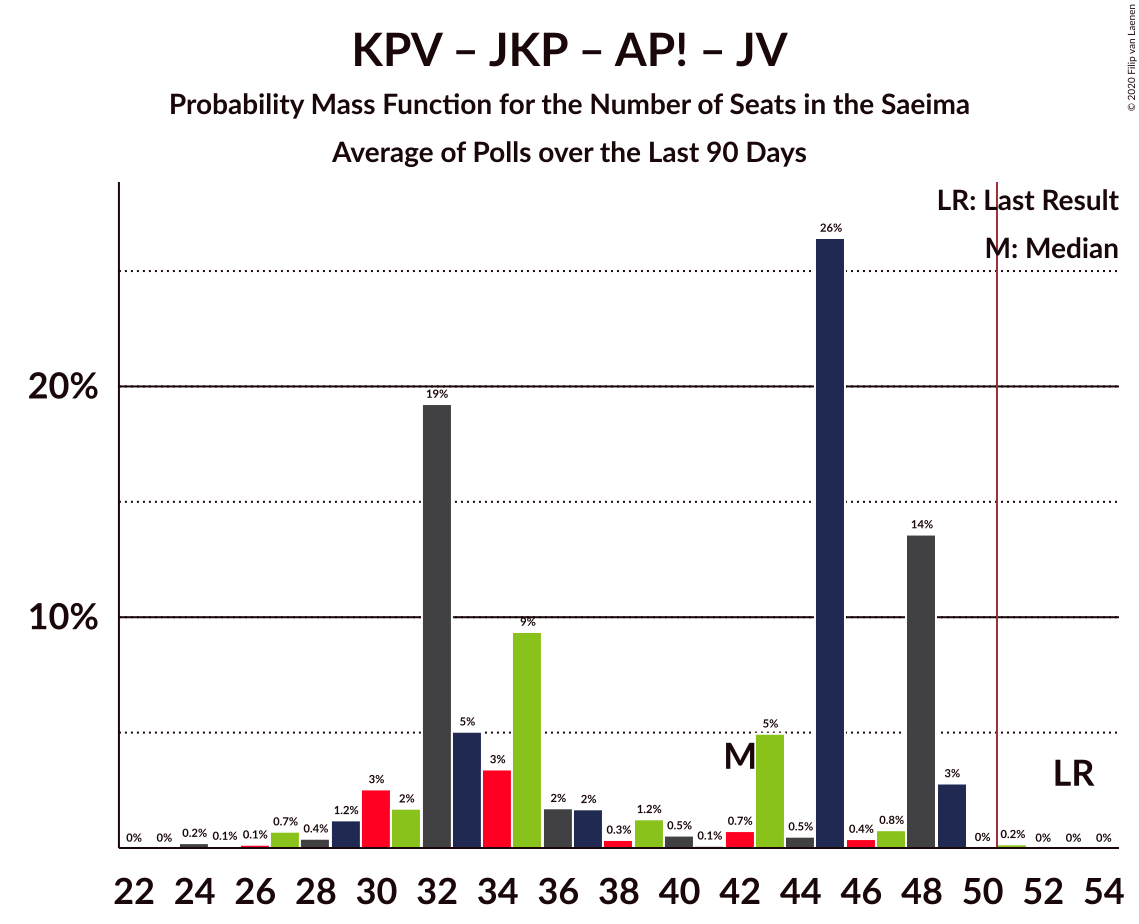 KPV – JKP – AP! – JV
Probability Mass Function for the Number of Seats in the Saeima
Average of Polls over the Last 90 Days
© 2020 Filip van Laenen
LR: Last Result
M: Median
20%
10%
0% 0% 0.2% 0.1% 0.1% 0.7% 0.4% 1.2% 3% 2% 19% 5% 3% 9% 2% 2% 0.3% 1.2% 0.5% 0.1% 0.7% 5% 0.5% 26% 0.4% 0.8% 14% 3% 0% 0.2% 0% 0% 0%
M
LR
22 24 26 28 30 32 34 36 38 40 42 44 46 48 50 52 54